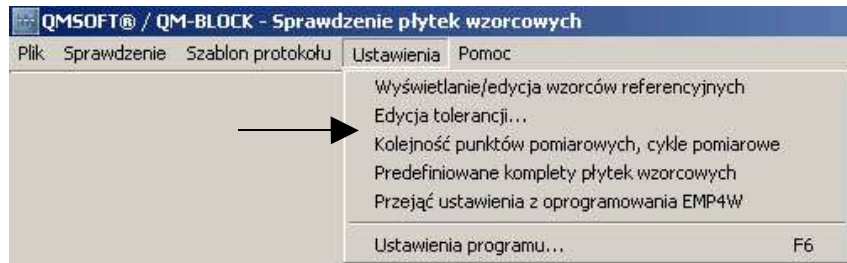 QMSOFT® / QM-BLOCK - Sprawdzenie płytek wzorcowych
Plik Sprawdzenie Szablon protokołu Ustawienia Pomoc
Wyświetlanie/edycja wzorców referencyjnych
Edycja tolerancji...
Kolejność punktów pomiarowych, cykle pomiarowe
Predefiniowane komplety płytek wzorcowych
Przejąć ustawienia z oprogramowania EMP4W
Ustawienia programu... F6